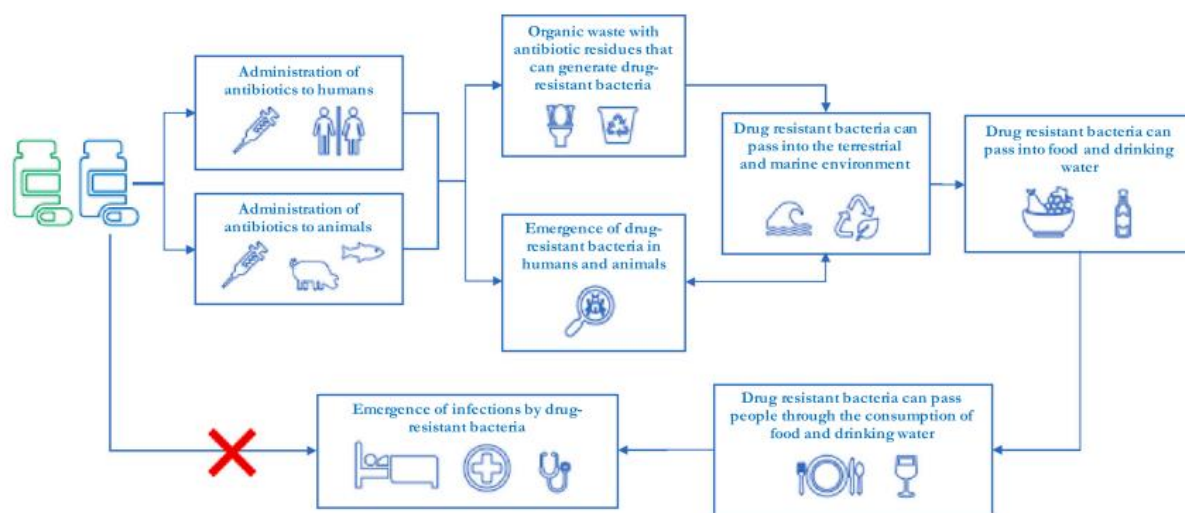 Administration of
antibiotics to humans
Administration of
antibiotics to animals
Organic waste with
antibiotic residues that
can generate drug-
resistant bacteria
Emergence of drug-
resistant bacteria in
humans and animals
Drug resistant bacteria can
pass into the terrestrial
and marine environment
Drug resistant bacteria can
pass into food and drinking
water
Drug resistant bacteria can pass
people through the consumption of
food and drinking water
Emergence of infections by drug-
resistant bacteria